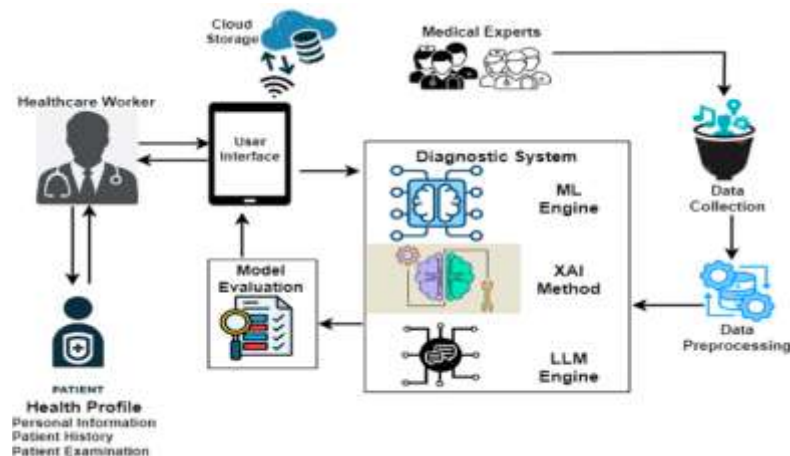 Cloud
Storage
Medical Experts
Healthcare Worker
User
Interface
Diagnostic System
ML
Engine
Data
Collection
XAI
Method
Model
Evaluation
Data
Preprocessing
LLM
Engine
PATIENT
Health Profile
Personal Information
Patient History
Patient Examination